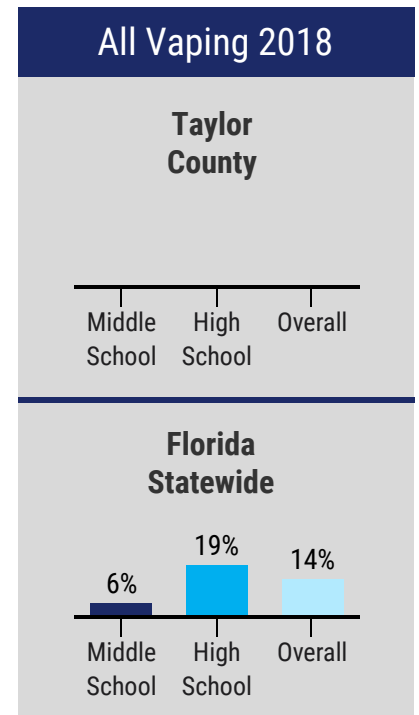 All Vaping 2018
Taylor
County
Middle High Overall
School School
Florida
Statewide
6% 19% 14%
Middle High Overall
School School